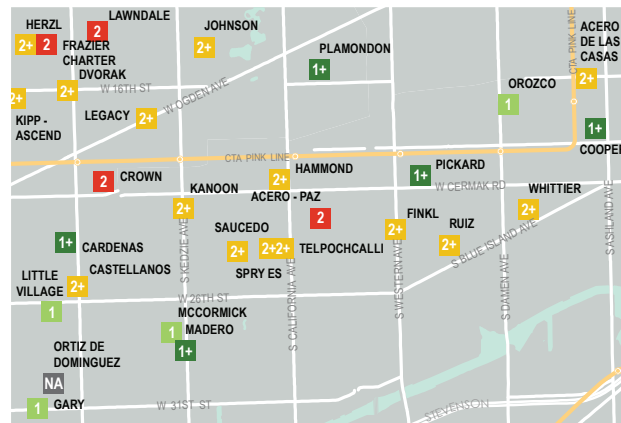 HERZL
2+
2
LAWNDALE
2
FRAZIER
CHARTER
DVORAK
2+
JOHNSON
2+
PLAMONDON
1+
ACERO
DE LAS
CASAS
2+
CTA PINK LINE
OROZCO
1
W 16TH ST
W OGDEN AVE
2+
KIPP -
ASCEND
LEGACY
2+
1+
COOPER
CTA PINK LINE
CROWN
2
HAMMOND
2+
PICKARD
1+
W CERMAK RD
KANOON
2+
ACERO - PAZ
2
WHITTIER
2+
S KEDZIE AVE
SAUCEDO
2+
2+2+
TELPOCHCALLI
SPRY ES
FINKL
2+
RUIZ
2+
S BLUE ISLAND AVE
1+
CARDENAS
CASTELLANOS
2+
LITTLE
VILLAGE
1
S CALIFORNIA AVE
S WESTERN AVE
S DAMEN AVE
S ASHLAND AVE
W 26TH ST
MCCORMICK
1
MADERO
1+
ORTIZ DE
DOMINGUEZ
NA
1
GARY
W 31ST ST
STEVENSON